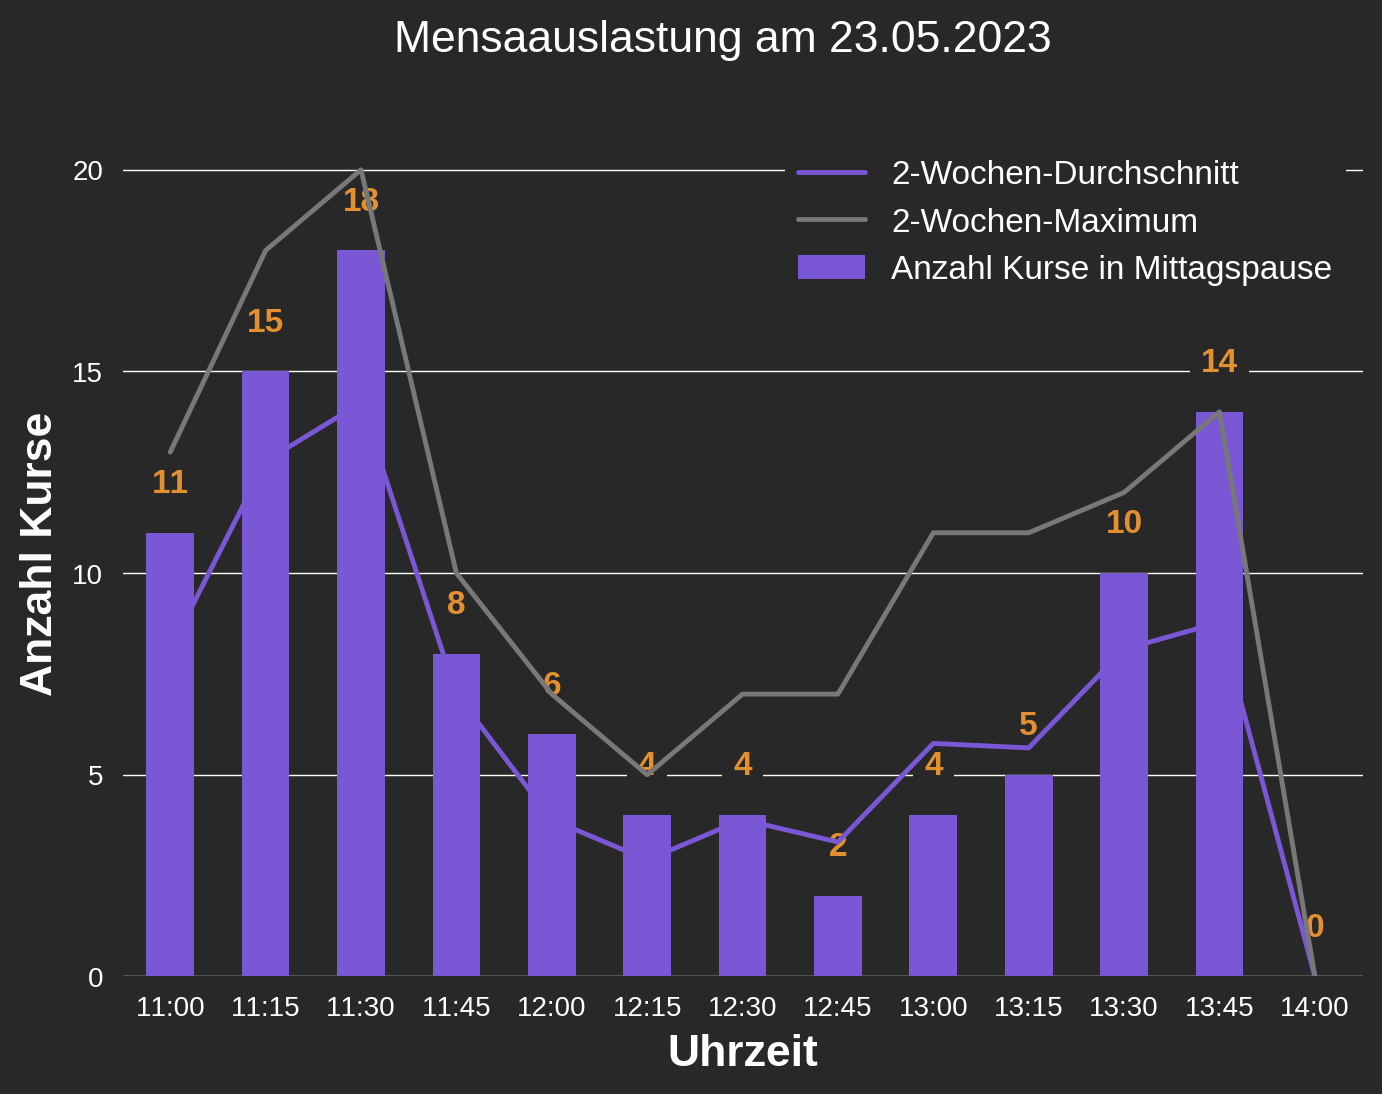 Mensaauslastung am 23.05.2023
2-Wochen-Durchschnitt
2-Wochen-Maximum
Anzahl Kurse in Mittagspause
Anzahl Kurse
20
15
10
5
0
11
15
18
8
6
4
4
2
4
5
10
14
0
11:00 11:15 11:30 11:45 12:00 12:15 12:30 12:45 13:00 13:15 13:30 13:45 14:00
Uhrzeit